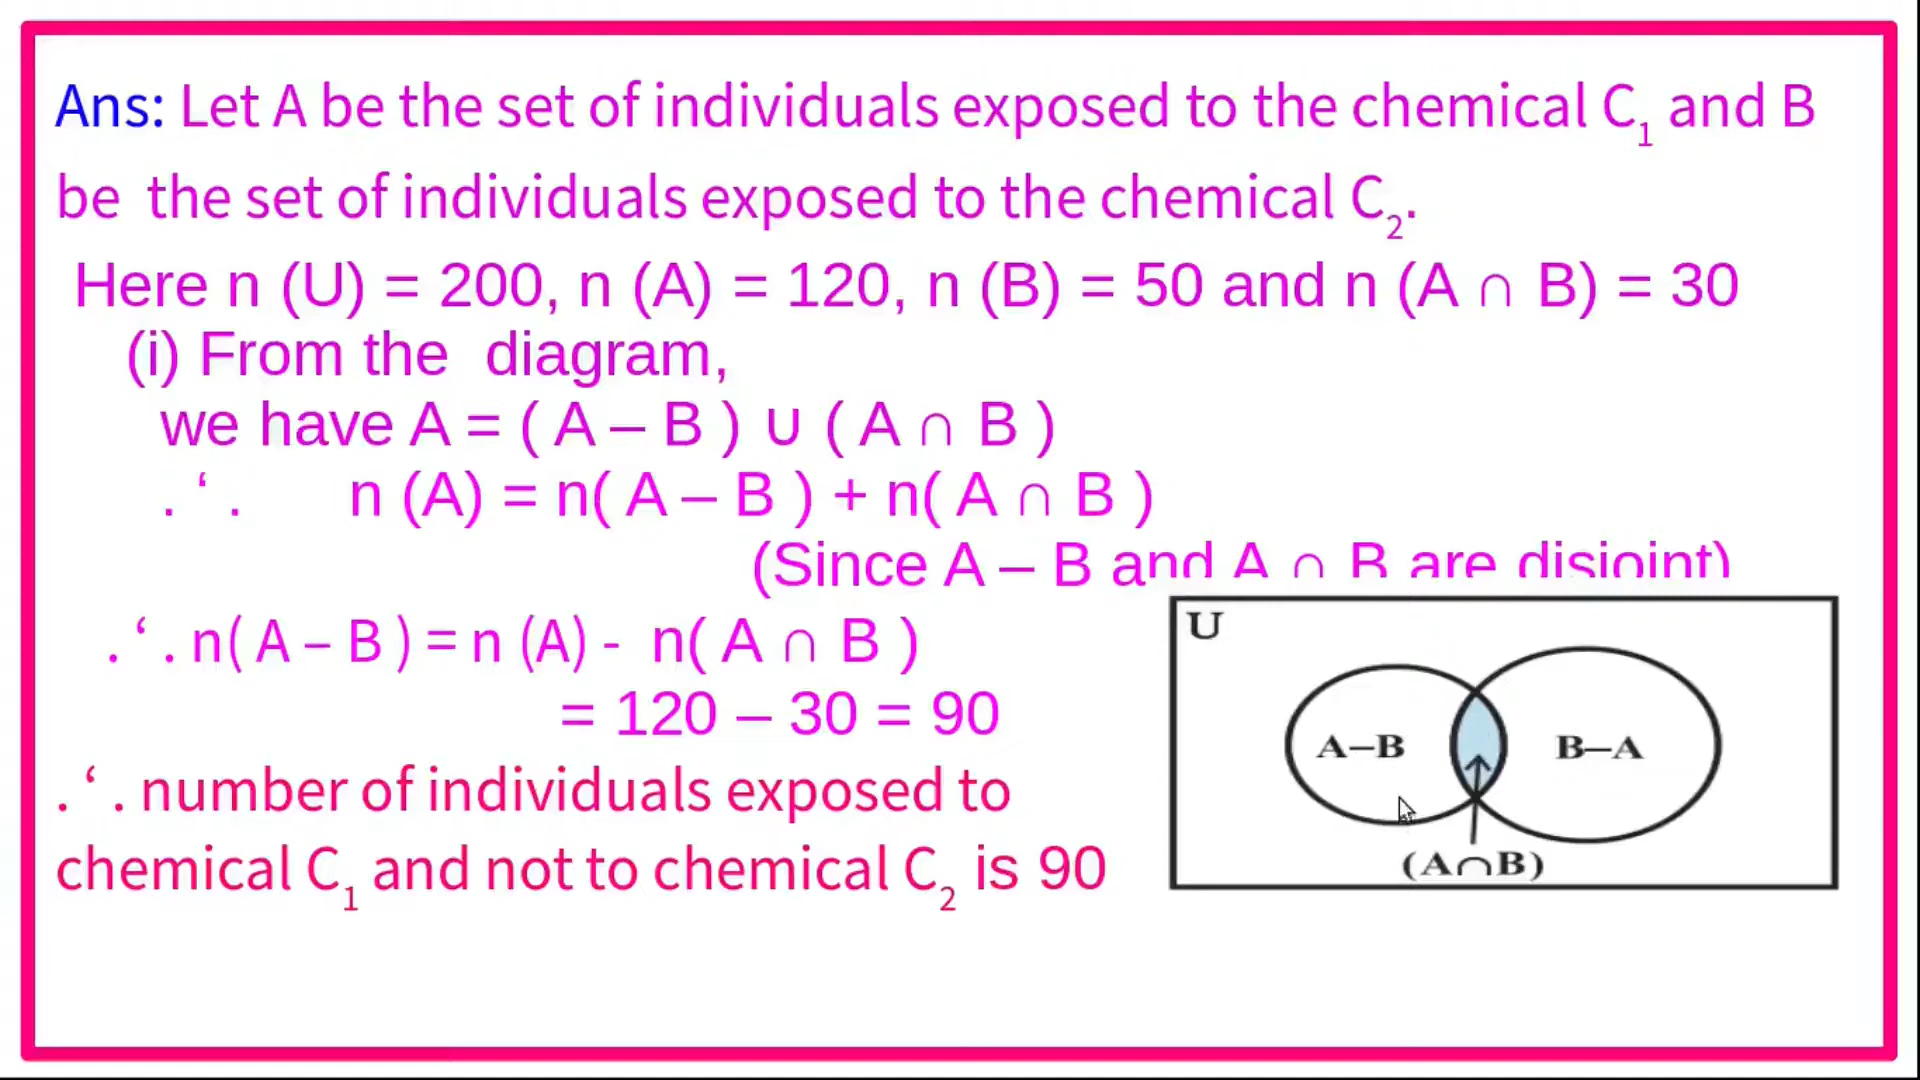 Ans: Let A be the set of individuals exposed to the chemical C₁ and B
be the set of individuals exposed to the chemical C₂.
Here n (U) = 200, n (A) = 120, n (B) = 50 and n (A ∩ B) = 30
(i) From the diagram,
we have A = ( A – B ) ∪ ( A ∩ B )
. ‘ . n (A) = n( A – B ) + n( A ∩ B )
(Since A – B and A ∩ B are disjoint)
. ‘ . n( A – B ) = n (A) - n( A ∩ B )
= 120 – 30 = 90
. ‘ . number of individuals exposed to
chemical C₁ and not to chemical C₂ is 90
U
A–B
B–A
(A∩B)